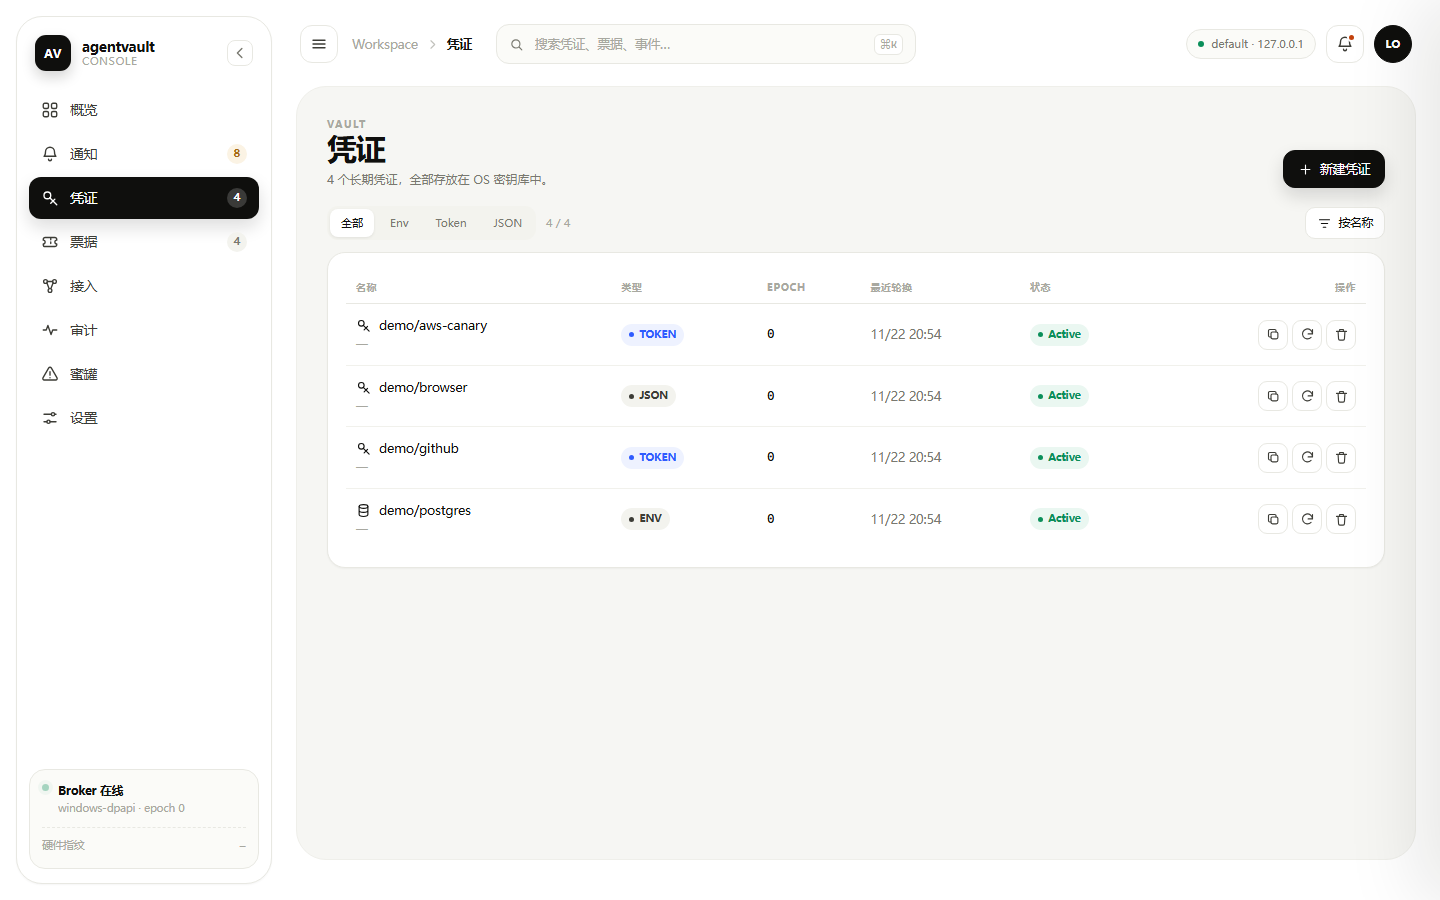 AV
agentvault
CONSOLE
概览
通知 8
凭证 4
票据 4
接入
审计
蜜罐
设置
Broker 在线
windows-dpapi · epoch 0
硬件指纹 –
Workspace > 凭证
搜索凭证、票据、事件... ⌘K
default · 127.0.0.1
LO
VAULT
凭证
4 个长期凭证，全部存放在 OS 密钥库中。
+ 新建凭证
全部 Env Token JSON 4 / 4
按名称
名称 类型 EPOCH 最近轮换 状态 操作
demo/aws-canary TOKEN 0 11/22 20:54 Active
—
demo/browser JSON 0 11/22 20:54 Active
—
demo/github TOKEN 0 11/22 20:54 Active
—
demo/postgres ENV 0 11/22 20:54 Active
—